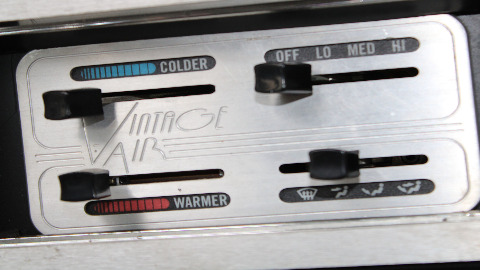 COLDER
OFF LO MED HI
VINTAGE
AIR
WARMER